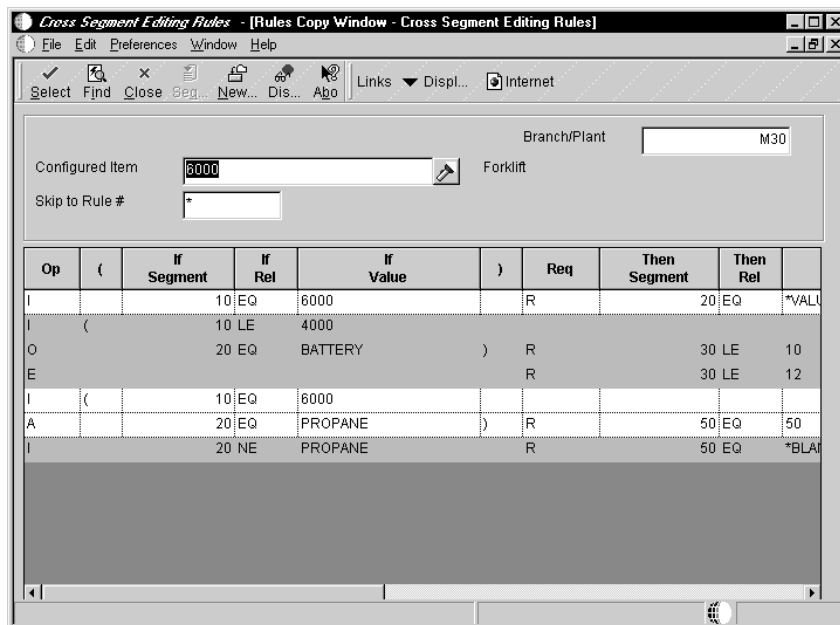 Cross Segment Editing Rules - [Rules Copy Window - Cross Segment Editing Rules]
File Edit Preferences Window Help
Select Find Close Seq... New... Dis... Abo Links Displ... Internet
Branch/Plant M30
Configured Item 6000 Forklift
Skip to Rule # *
Op ( If Segment If Rel If Value ) Req Then Segment Then Rel
I 10 EQ 6000 R 20 EQ *VALU
I ( 10 LE 4000
O 20 EQ BATTERY ) R 30 LE 10
E R 30 LE 12
I ( 10 EQ 6000
A 20 EQ PROPANE ) R 50 EQ 50
I 20 NE PROPANE R 50 EQ *BLAN